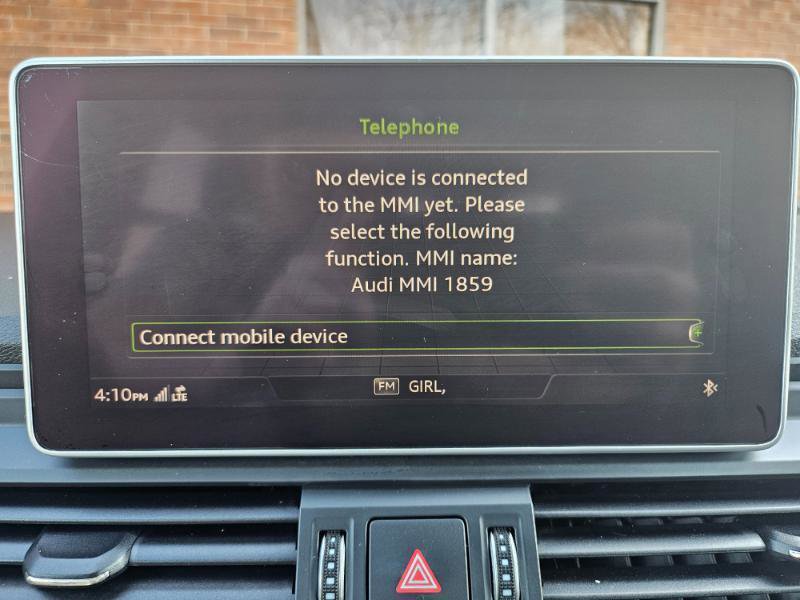 Telephone
No device is connected
to the MMI yet. Please
select the following
function. MMI name:
Audi MMI 1859
Connect mobile device
4:10PM LTE FM GIRL,